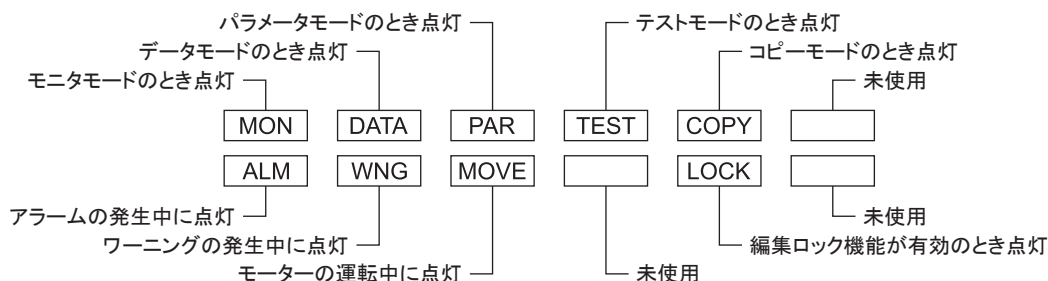 パラメータモードのとき点灯
テストモードのとき点灯
データモードのとき点灯
コピーモードのとき点灯
モニタモードのとき点灯
未使用
MON DATA PAR TEST COPY
ALM WNG MOVE LOCK
アラームの発生中に点灯
未使用
ワーニングの発生中に点灯
編集ロック機能が有効のとき点灯
モーターの運転中に点灯
未使用